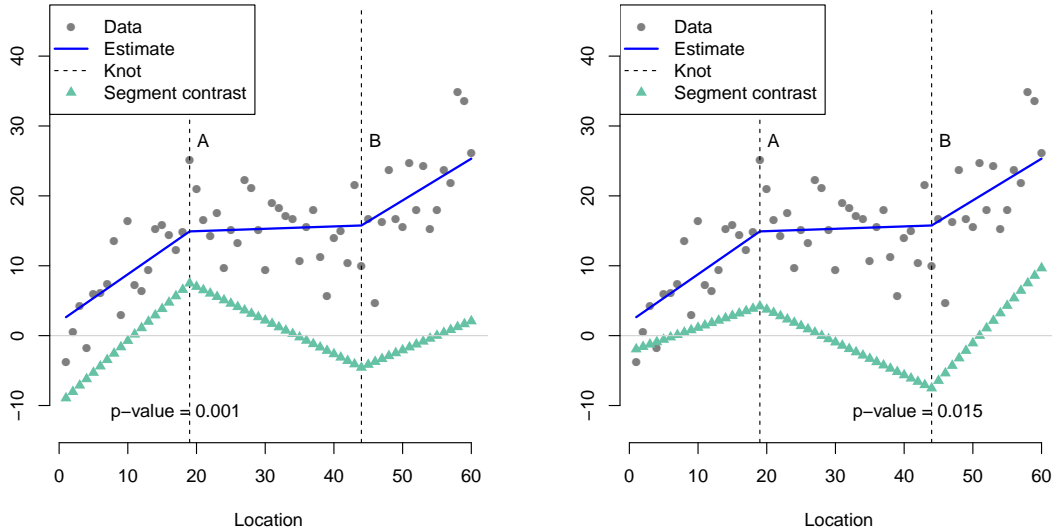 Data
Estimate
Knot
Segment contrast
A
B
p−value = 0.001
−10
0
10
20
30
40
0 10 20 30 40 50 60
Location
Data
Estimate
Knot
Segment contrast
A
B
p−value = 0.015
−10
0
10
20
30
40
0 10 20 30 40 50 60
Location